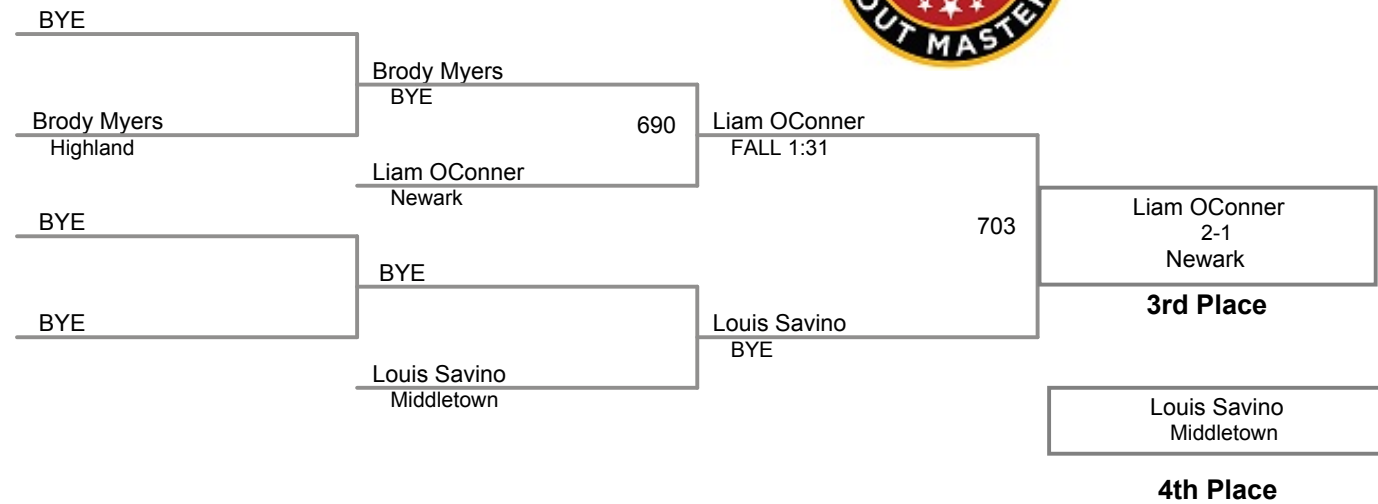 BYE
OUT MASTE
Brody Myers
BYE
Brody Myers
Highland
690
Liam OConner
FALL 1:31
Liam OConner
Newark
BYE
703
Liam OConner
2-1
Newark
BYE
3rd Place
BYE
Louis Savino
BYE
Louis Savino
Middletown
Louis Savino
Middletown
4th Place